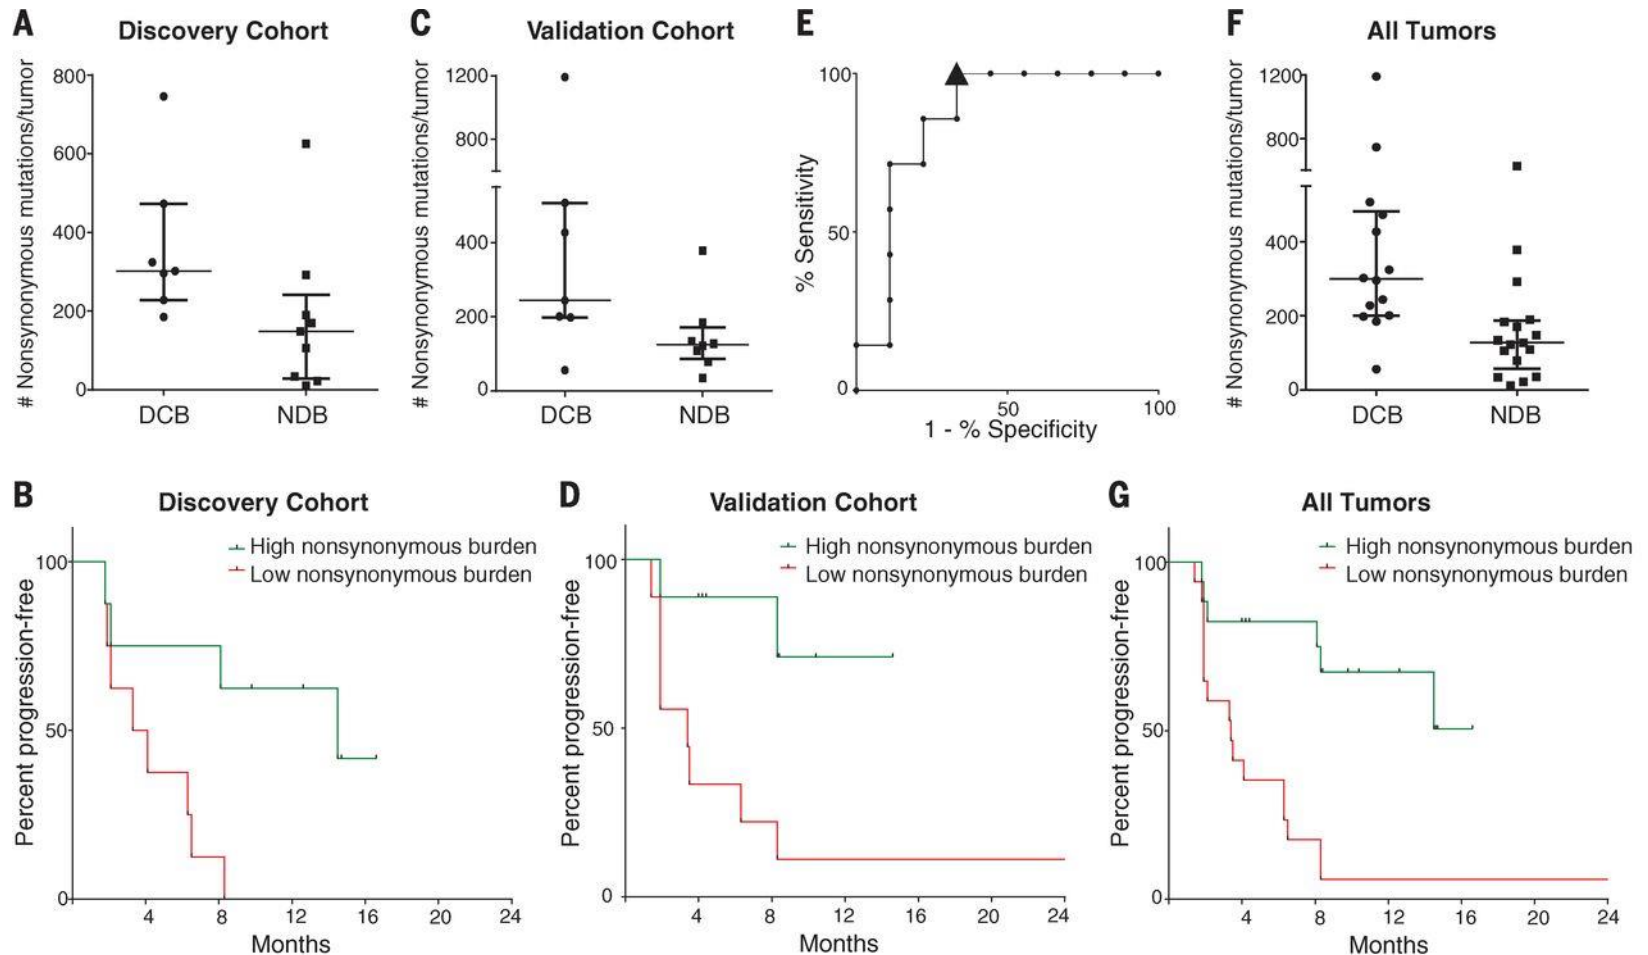 A
Discovery Cohort
# Nonsynonymous mutations/tumor
800
600
400
200
0
DCB
NDB
C
Validation Cohort
# Nonsynonymous mutations/tumor
1200
800
400
200
0
DCB
NDB
E
% Sensitivity
100
50
0
50
100
1 - % Specificity
F
All Tumors
# Nonsynonymous mutations/tumor
1200
800
400
200
0
DCB
NDB
B
Discovery Cohort
High nonsynonymous burden
Low nonsynonymous burden
Percent progression-free
100
50
0
4
8
12
16
20
24
Months
D
Validation Cohort
High nonsynonymous burden
Low nonsynonymous burden
Percent progression-free
100
50
0
4
8
12
16
20
24
Months
G
All Tumors
High nonsynonymous burden
Low nonsynonymous burden
Percent progression-free
100
50
0
4
8
12
16
20
24
Months